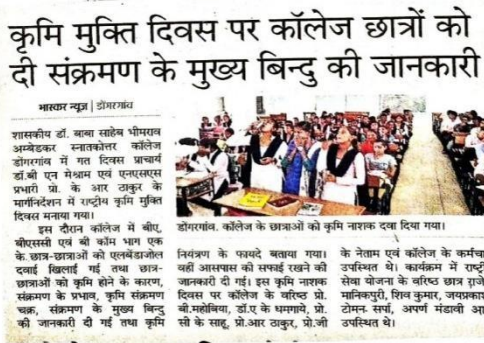 कृमि मुक्ति दिवस पर कॉलेज छात्रों को
दी संक्रमण के मुख्य बिन्दु की जानकारी
भास्कर न्यूज | डोंगरगांव
शासकीय डॉ. बाबा साहेब भीमराव
अम्बेडकर स्नातकोत्तर कॉलेज
डोंगरगांव में गत दिवस प्राचार्य
डॉ.बी एन मेश्राम एवं एनएसएस
प्रभारी प्रो. के आर ठाकुर के
मार्गनिर्देशन में राष्ट्रीय कृमि मुक्ति
दिवस मनाया गया।
इस दौरान कॉलेज में बीए,
बीएससी एवं बी कॉम भाग एक
के छात्र-छात्राओं को एलबेंडाजोल
दवाई खिलाई गई तथा छात्र-
छात्राओं को कृमि होने के कारण,
संक्रमण के प्रभाव, कृमि संक्रमण
चक्र, संक्रमण के मुख्य बिन्दु
की जानकारी दी गई तथा कृमि
डोंगरगांव. कॉलेज के छात्राओं को कृमि नाशक दवा दिया गया।
नियंत्रण के फायदे बताया गया।
वहीं आसपास की सफाई रखने की
जानकारी दी गई। इस कृमि नाशक
दिवस पर कॉलेज के वरिष्ठ प्रो.
बी.महोबिया, डॉ.ए के धमगाये, प्रो.
सी के साहू, प्रो.आर ठाकुर, प्रो.जी
के नेताम एवं कॉलेज के कर्मचा
उपस्थित थे। कार्यक्रम में राष्ट्री
सेवा योजना के वरिष्ठ छात्र राजे
मानिकपुरी, शिव कुमार, जयप्रकाश
टोमन सर्पा, अपर्ण मंडावी आ
उपस्थित थे।